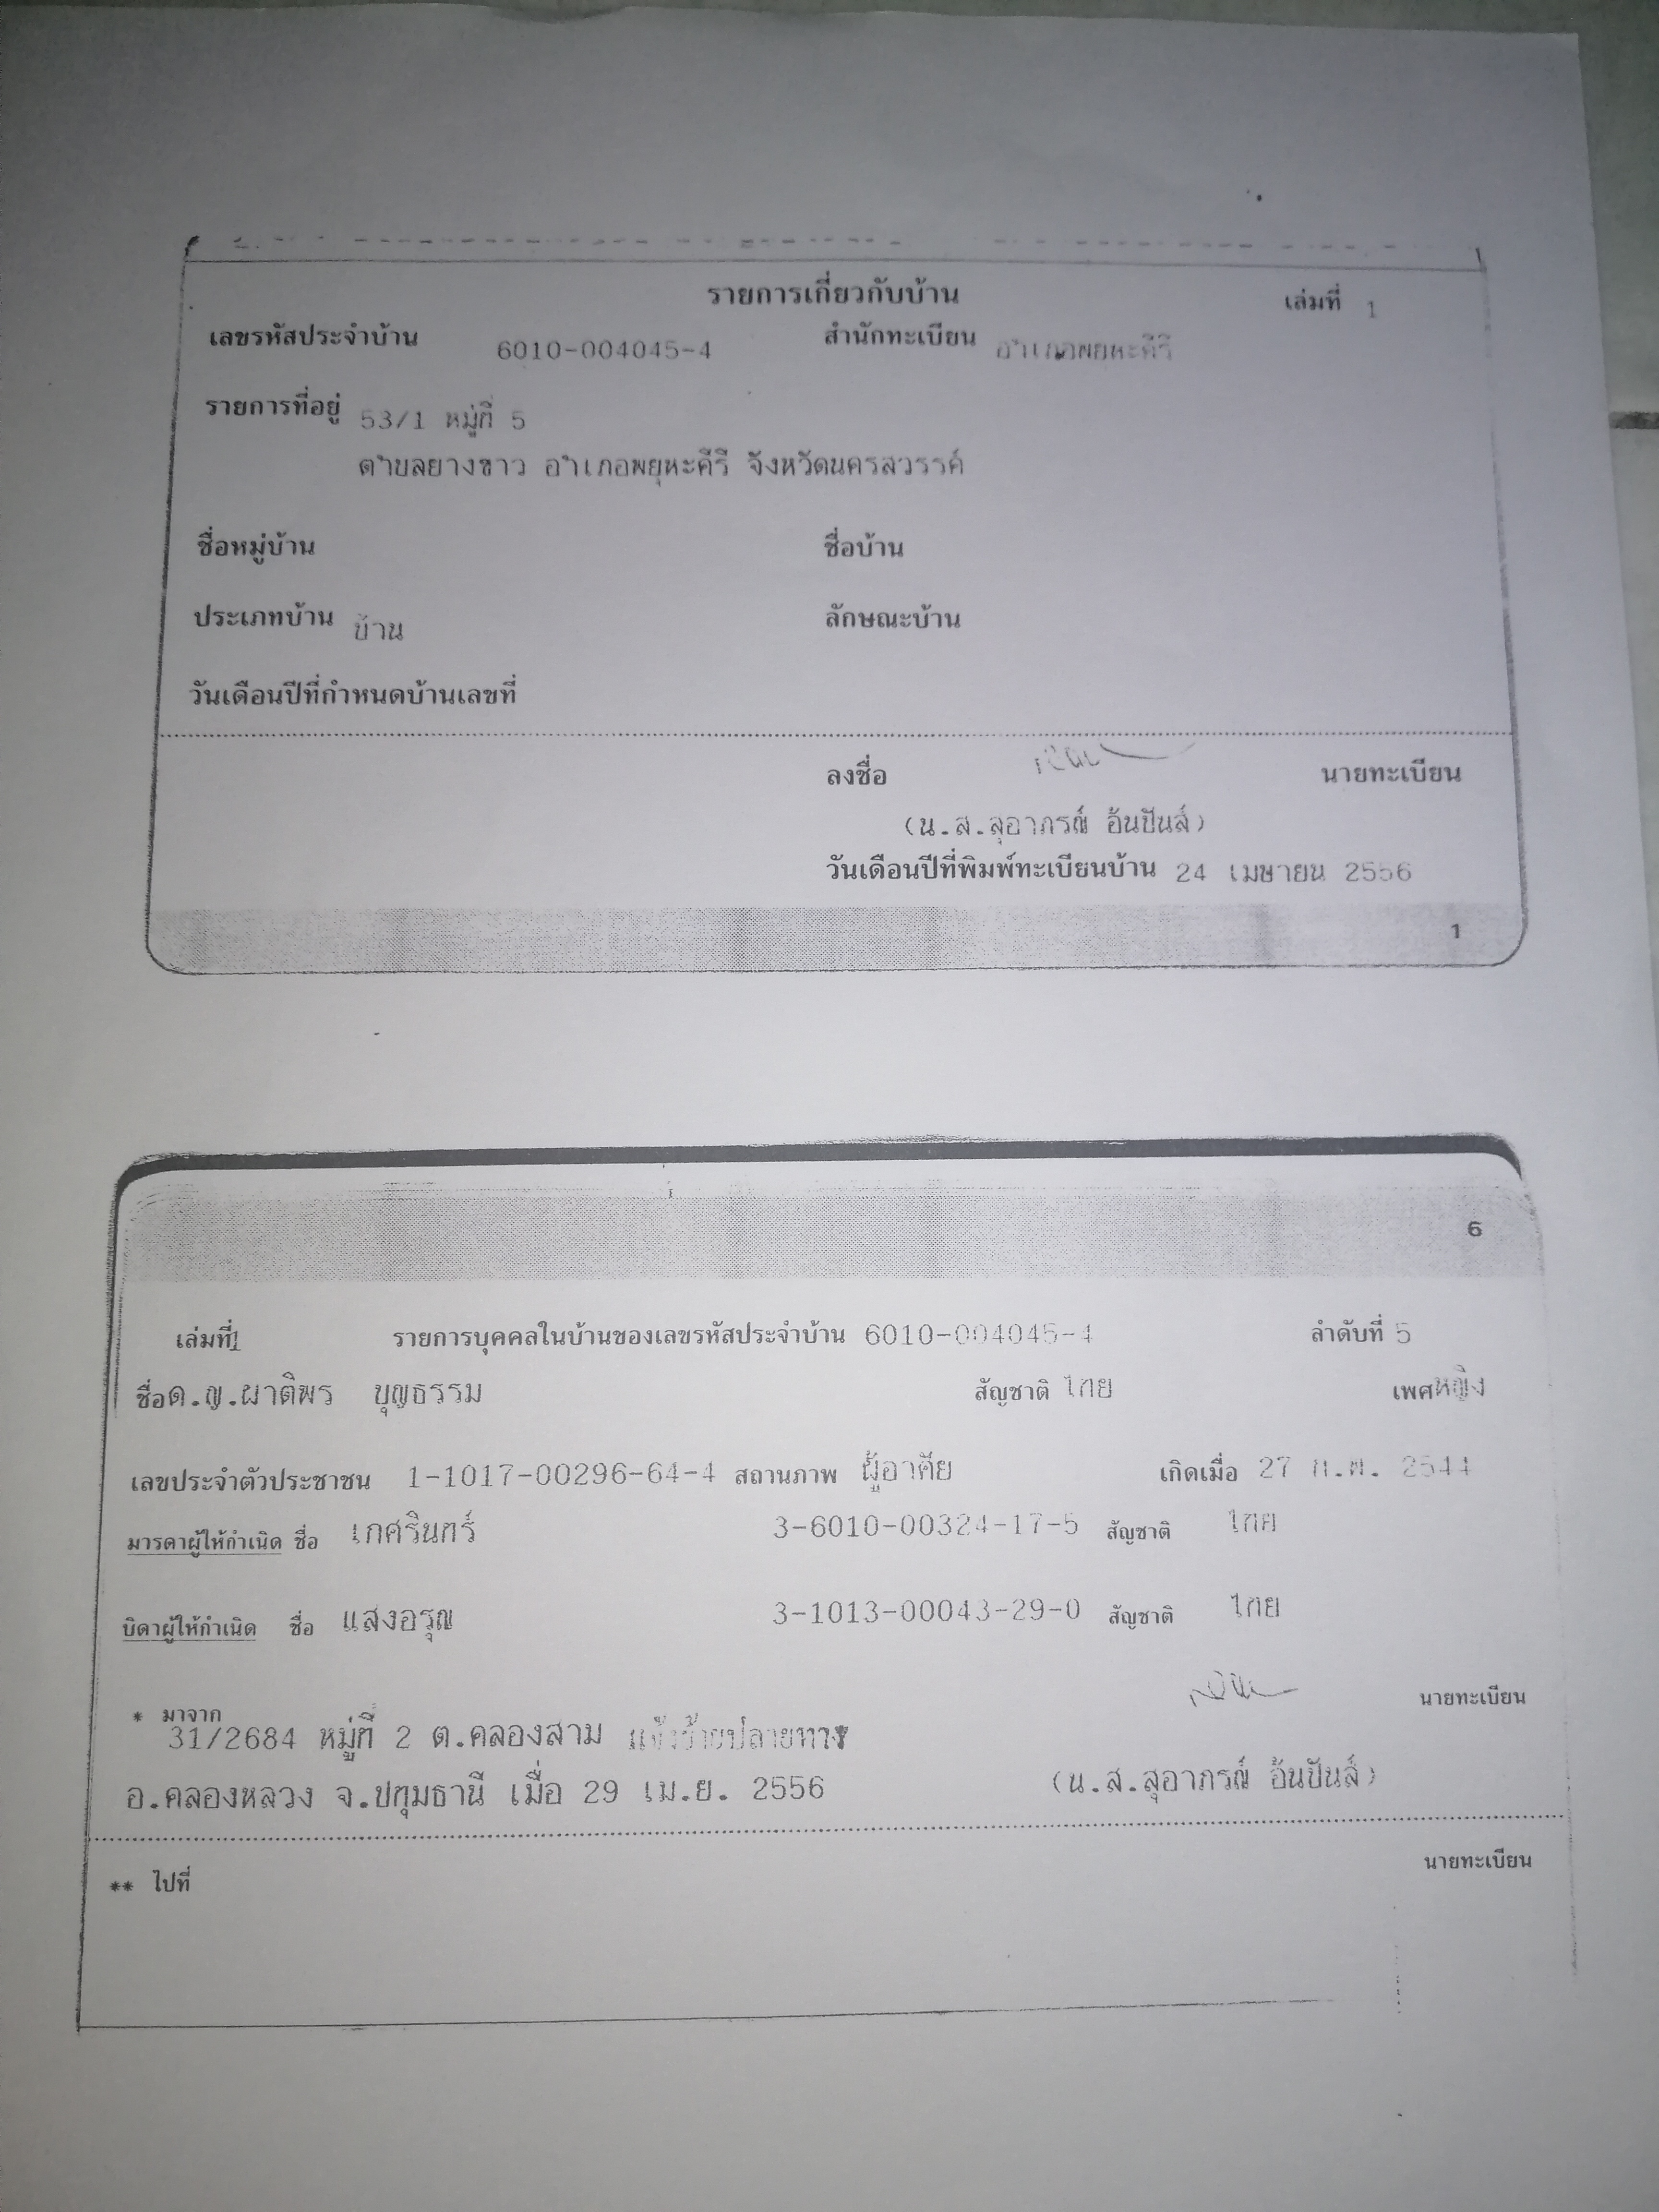 รายการเกี่ยวกับบ้าน เล่มที่ 1
เลขรหัสประจำบ้าน 6010-004045-4 สำนักทะเบียน อำเภอพยุหะคีรี
รายการที่อยู่ 53/1 หมู่ที่ 5
ตำบลยางขาว อำเภอพยุหะคีรี จังหวัดนครสวรรค์
ชื่อหมู่บ้าน ชื่อบ้าน
ประเภทบ้าน บ้าน ลักษณะบ้าน
วันเดือนปีที่กำหนดบ้านเลขที่
ลงชื่อ นายทะเบียน
(น.ส.สุอาภรณ์ อ้นปันส์)
วันเดือนปีที่พิมพ์ทะเบียนบ้าน 24 เมษายน 2556
1
6
เล่มที่ 1 รายการบุคคลในบ้านของเลขรหัสประจำบ้าน 6010-004045-4 ลำดับที่ 5
ชื่อ ด.ญ.ผาติพร บุญธรรม สัญชาติ ไทย เพศ หญิง
เลขประจำตัวประชาชน 1-1017-00296-64-4 สถานภาพ ผู้อาศัย เกิดเมื่อ 27 ก.พ. 2544
มารดาผู้ให้กำเนิด ชื่อ เกศรินทร์ 3-6010-00324-17-5 สัญชาติ ไทย
บิดาผู้ให้กำเนิด ชื่อ แสงอรุณ 3-1013-00043-29-0 สัญชาติ ไทย
* มาจาก นายทะเบียน
31/2684 หมู่ที่ 2 ต.คลองสาม แจ้งย้ายปลายทาง
อ.คลองหลวง จ.ปทุมธานี เมื่อ 29 เม.ย. 2556 (น.ส.สุอาภรณ์ อ้นปันส์)
** ไปที่ นายทะเบียน